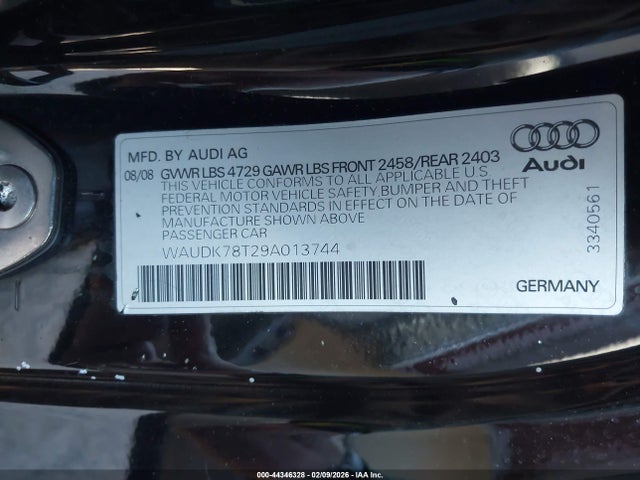 MFD. BY AUDI AG
08/08 GVWR LBS 4729 GAWR LBS FRONT 2458/REAR 2403
THIS VEHICLE CONFORMS TO ALL APPLICABLE U S
FEDERAL MOTOR VEHICLE SAFETY BUMPER AND THEFT
PREVENTION STANDARDS IN EFFECT ON THE DATE OF
MANUFACTURE SHOWN ABOVE
PASSENGER CAR
WAUDK78T29A013744
Audi
3340561
GERMANY
000-44346328 - 02/09/2026 - IAAI.COM